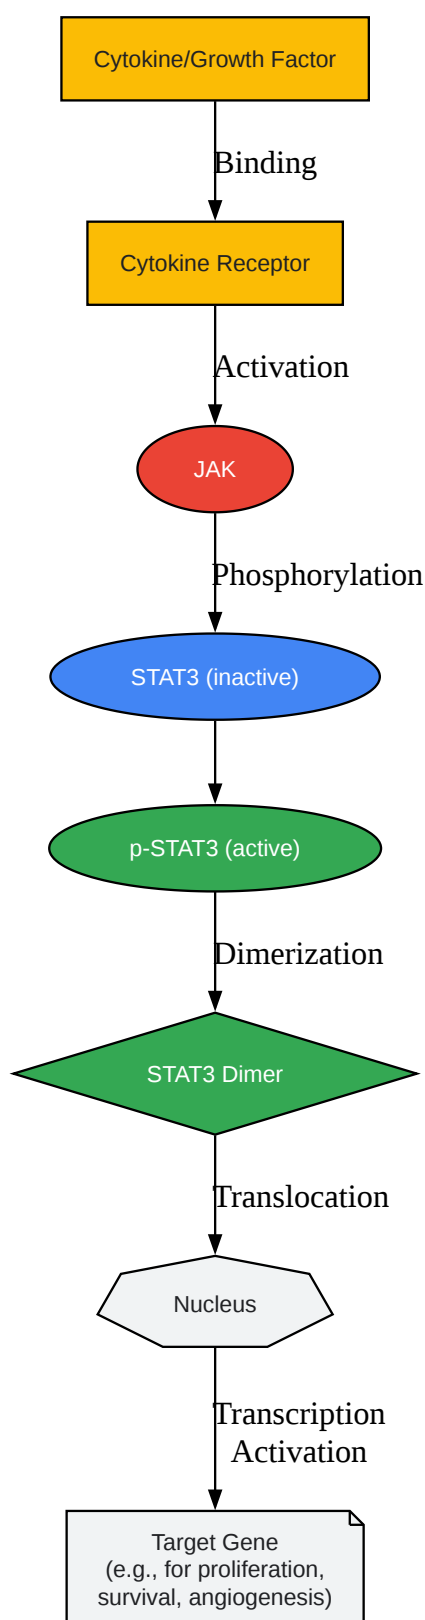 Cytokine/Growth Factor
Binding
Cytokine Receptor
Activation
JAK
Phosphorylation
STAT3 (inactive)
p-STAT3 (active)
Dimerization
STAT3 Dimer
Translocation
Nucleus
Transcription
Activation
Target Gene
(e.g., for proliferation,
survival, angiogenesis)